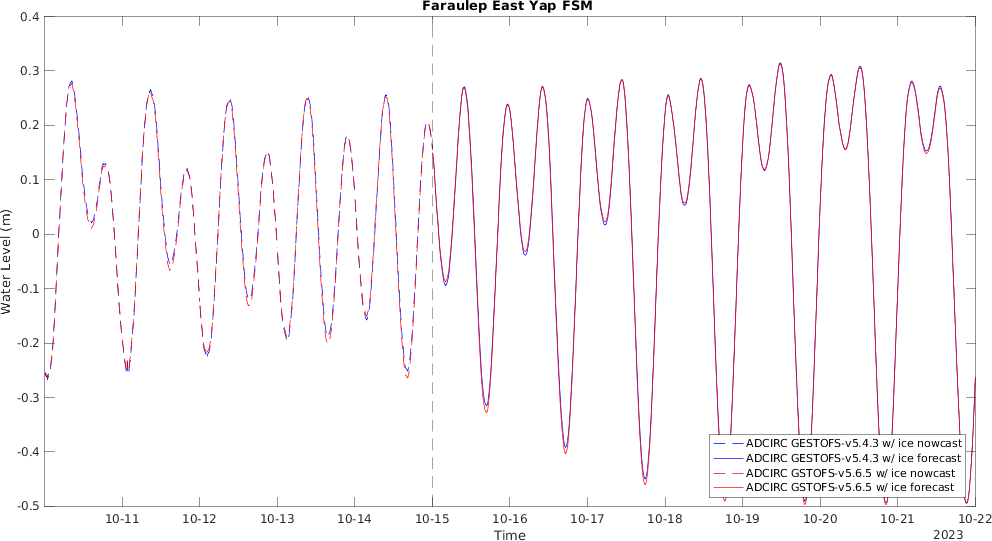 Faraulep East Yap FSM
0.4
0.3
0.2
0.1
0
-0.1
-0.2
-0.3
-0.4
-0.5
Water Level (m)
ADCIRC GESTOFS-v5.4.3 w/ ice nowcast
ADCIRC GESTOFS-v5.4.3 w/ ice forecast
ADCIRC GSTOFS-v5.6.5 w/ ice nowcast
ADCIRC GSTOFS-v5.6.5 w/ ice forecast
10-11 10-12 10-13 10-14 10-15 10-16 10-17 10-18 10-19 10-20 10-21 10-22
Time
2023